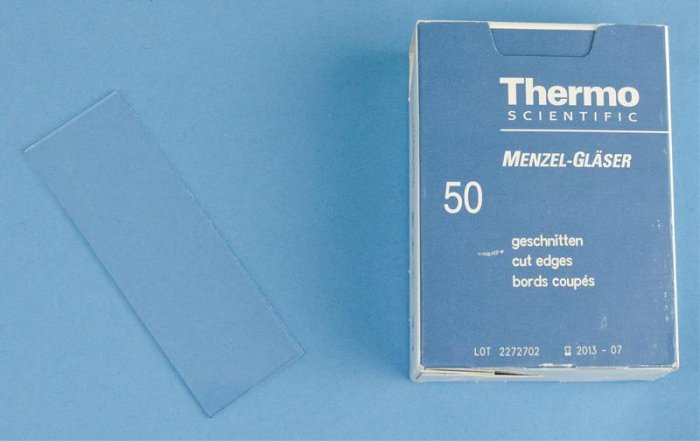 Thermo
SCIENTIFIC
MENZEL-GLÄSER
50
geschnitten
cut edges
bords coupés
LOT 2272702 2013 - 07